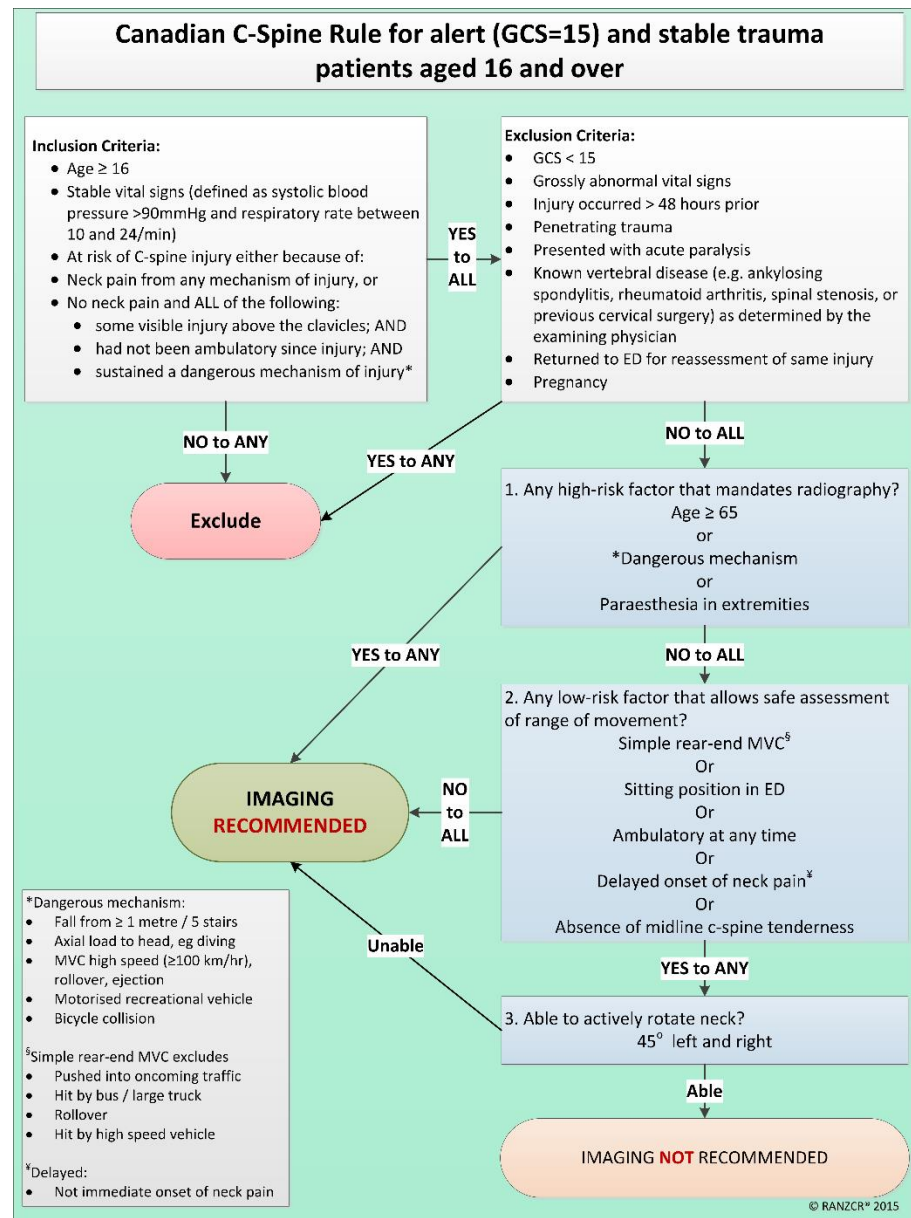 Canadian C-Spine Rule for alert (GCS=15) and stable trauma
patients aged 16 and over
Inclusion Criteria:
• Age ≥ 16
• Stable vital signs (defined as systolic blood
pressure >90mmHg and respiratory rate between
10 and 24/min)
• At risk of C-spine injury either because of:
• Neck pain from any mechanism of injury, or
• No neck pain and ALL of the following:
• some visible injury above the clavicles; AND
• had not been ambulatory since injury; AND
• sustained a dangerous mechanism of injury*
YES
to
ALL
Exclusion Criteria:
• GCS < 15
• Grossly abnormal vital signs
• Injury occurred > 48 hours prior
• Penetrating trauma
• Presented with acute paralysis
• Known vertebral disease (e.g. ankylosing
spondylitis, rheumatoid arthritis, spinal stenosis, or
previous cervical surgery) as determined by the
examining physician
• Returned to ED for reassessment of same injury
• Pregnancy
NO to ANY
YES to ANY
NO to ALL
Exclude
1. Any high-risk factor that mandates radiography?
Age ≥ 65
or
*Dangerous mechanism
or
Paraesthesia in extremities
YES to ANY
NO to ALL
2. Any low-risk factor that allows safe assessment
of range of movement?
Simple rear-end MVC§
Or
Sitting position in ED
Or
Ambulatory at any time
Or
Delayed onset of neck pain¥
Or
Absence of midline c-spine tenderness
NO
to
ALL
IMAGING
RECOMMENDED
YES to ANY
Unable
3. Able to actively rotate neck?
45° left and right
Able
IMAGING NOT RECOMMENDED
*Dangerous mechanism:
• Fall from ≥ 1 metre / 5 stairs
• Axial load to head, eg diving
• MVC high speed (≥100 km/hr),
rollover, ejection
• Motorised recreational vehicle
• Bicycle collision
§Simple rear-end MVC excludes
• Pushed into oncoming traffic
• Hit by bus / large truck
• Rollover
• Hit by high speed vehicle
¥Delayed:
• Not immediate onset of neck pain
© RANZCR® 2015